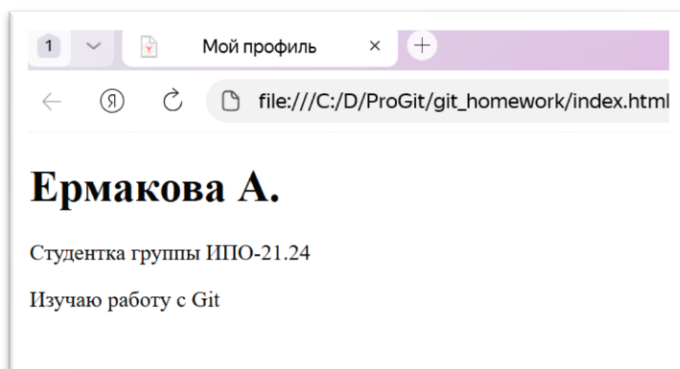 1
Мой профиль
file:///C:/D/ProGit/git_homework/index.html
Ермакова А.
Студентка группы ИПО-21.24
Изучаю работу с Git